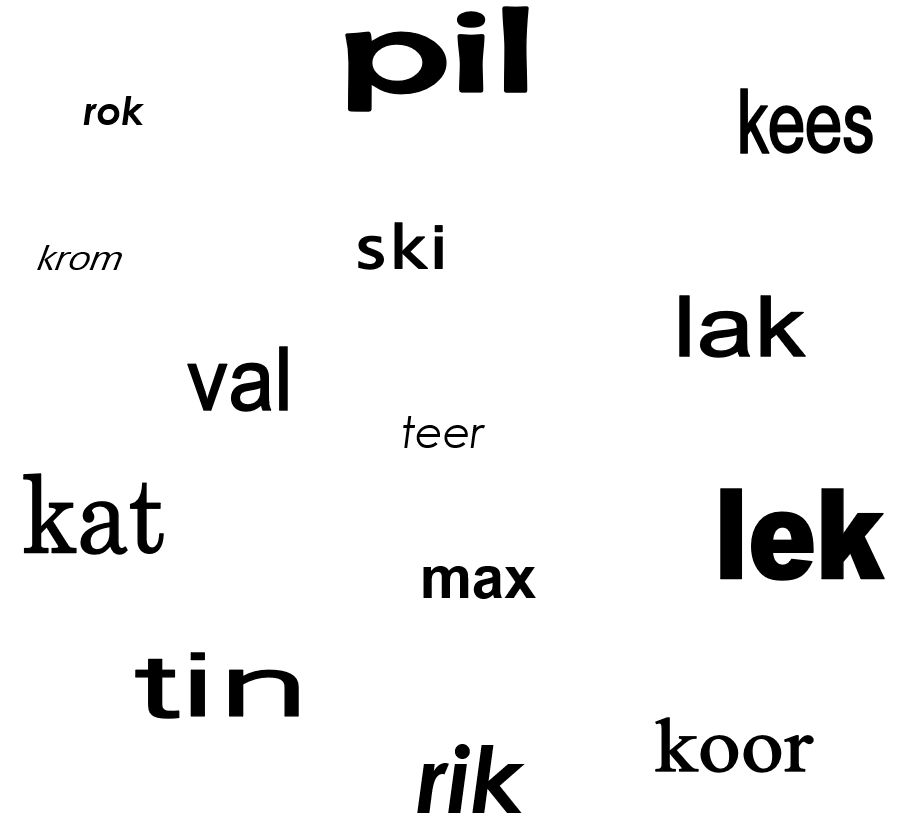 pil
rok
kees
krom
ski
lak
val
teer
kat
lek
max
tin
koor
rik